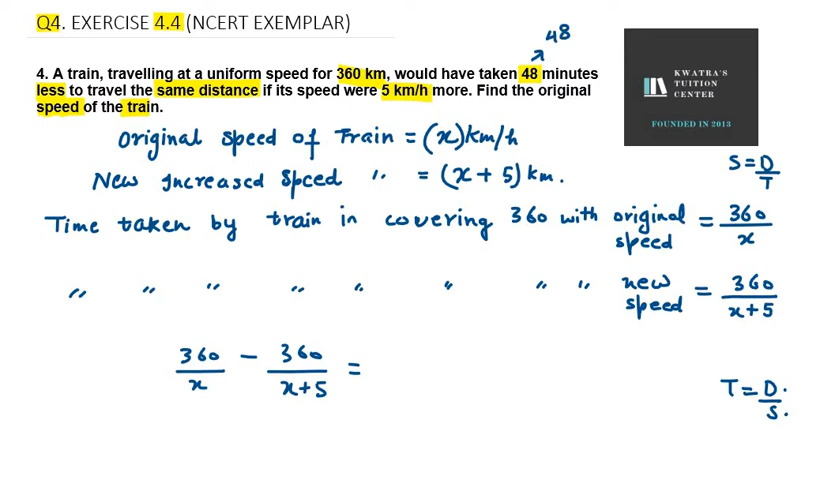 Q4. EXERCISE 4.4 (NCERT EXEMPLAR)
48
4. A train, travelling at a uniform speed for 360 km, would have taken 48 minutes
less to travel the same distance if its speed were 5 km/h more. Find the original
speed of the train.
KWATRA'S
TUITION
CENTER
FOUNDED IN 2013
Original Speed of Train = (x) km/h
New Increased Speed " = (x + 5) km.
S = D/T
Time taken by train in covering 360 with original speed = 360/x
" " " " " " " " new speed = 360/x+5
360/x - 360/x+5 =
T = D./S.